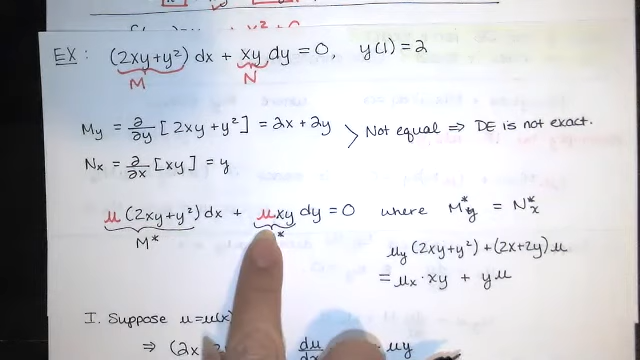 EX: (2xy+y²) dx + xy dy = 0, y(1) = 2
M N
My = ∂/∂y [2xy+y²] = 2x+2y
Not equal ⇒ DE is not exact.
Nx = ∂/∂x [xy] = y
μ(2xy+y²)dx + μxy dy = 0 where M*y = N*x
M* *
μy(2xy+y²)+(2x+2y)μ
= μx·xy + yμ
I. Suppose μ=μ(x)
⇒ (2x dμ/dx μy